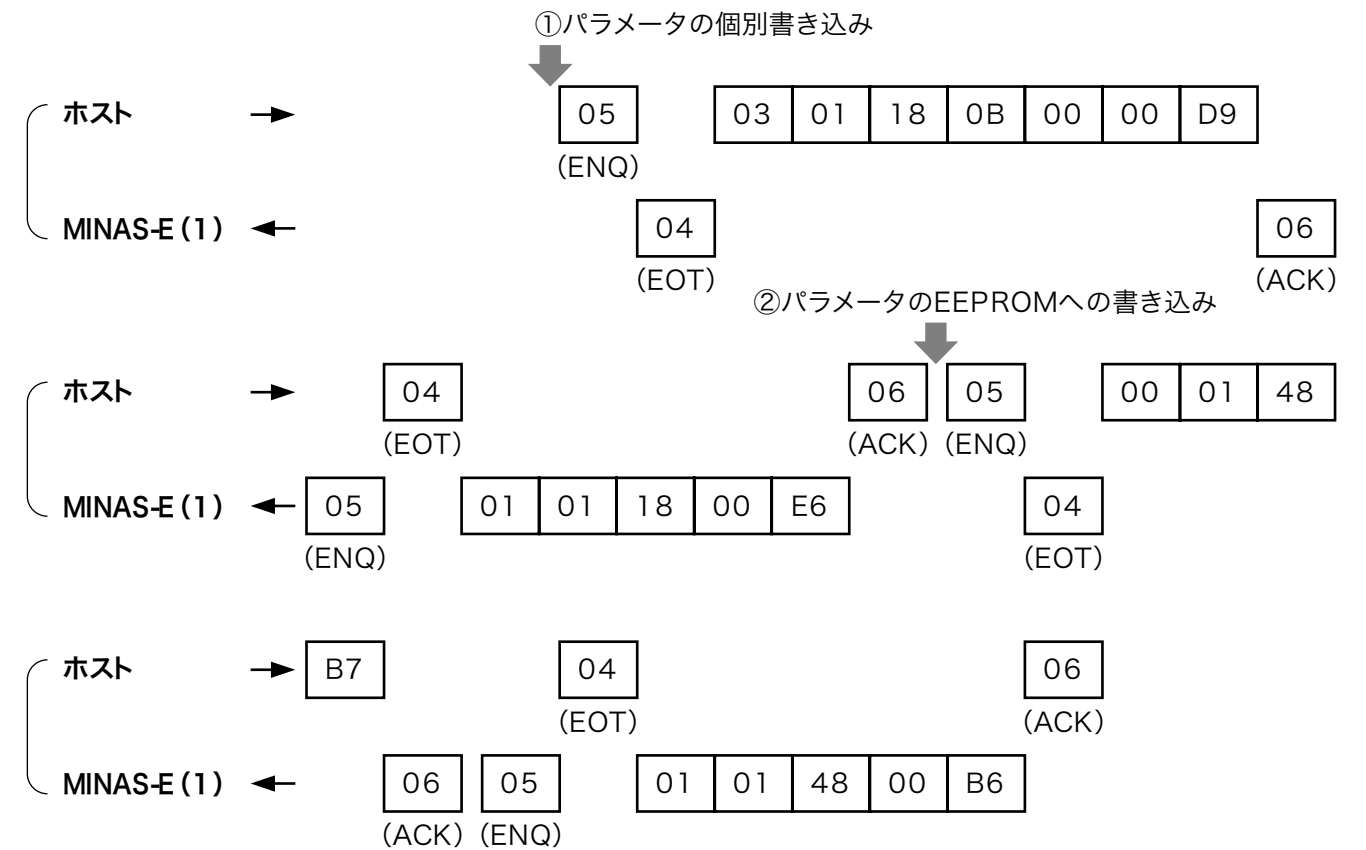 ①パラメータの個別書き込み
ホスト 05 03 01 18 0B 00 00 D9
(ENQ)
MINAS-E(1) 04 06
(EOT) (ACK)
②パラメータのEEPROMへの書き込み
ホスト 04 06 05 00 01 48
(EOT) (ACK) (ENQ)
MINAS-E(1) 05 01 01 18 00 E6 04
(ENQ) (EOT)
ホスト B7 04 06
(EOT) (ACK)
MINAS-E(1) 06 05 01 01 48 00 B6
(ACK) (ENQ)